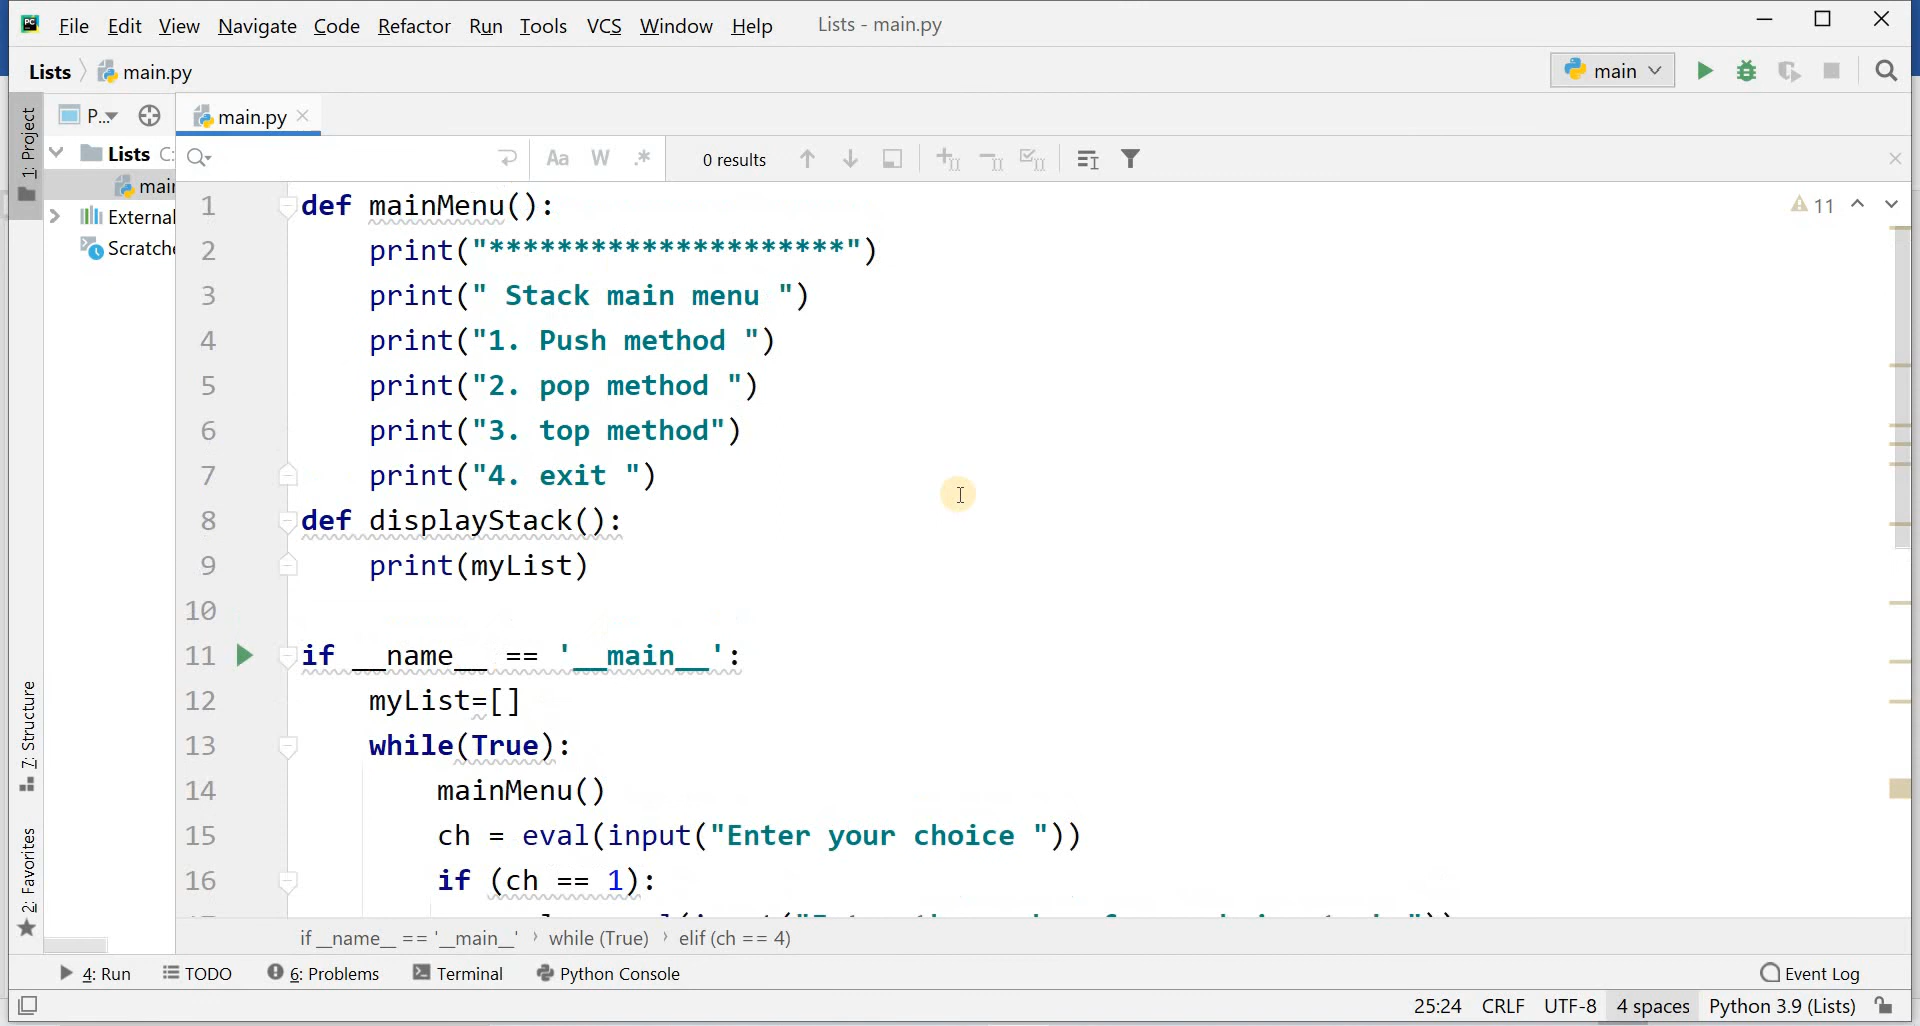 File Edit View Navigate Code Refactor Run Tools VCS Window Help Lists - main.py
Lists main.py main
1: Project P... main.py
Lists C:
Aa W .* 0 results
mai
External
Scratche
11
1 def mainMenu():
2 print("*********************")
3 print(" Stack main menu ")
4 print("1. Push method ")
5 print("2. pop method ")
6 print("3. top method")
7 print("4. exit ")
8 def displayStack():
9 print(myList)
10
11 if __name__ == '__main__':
12 myList=[]
13 while(True):
14 mainMenu()
15 ch = eval(input("Enter your choice "))
16 if (ch == 1):
7: Structure
2: Favorites
if __name__ == '__main__' › while (True) › elif (ch == 4)
4: Run TODO 6: Problems Terminal Python Console Event Log
25:24 CRLF UTF-8 4 spaces Python 3.9 (Lists)